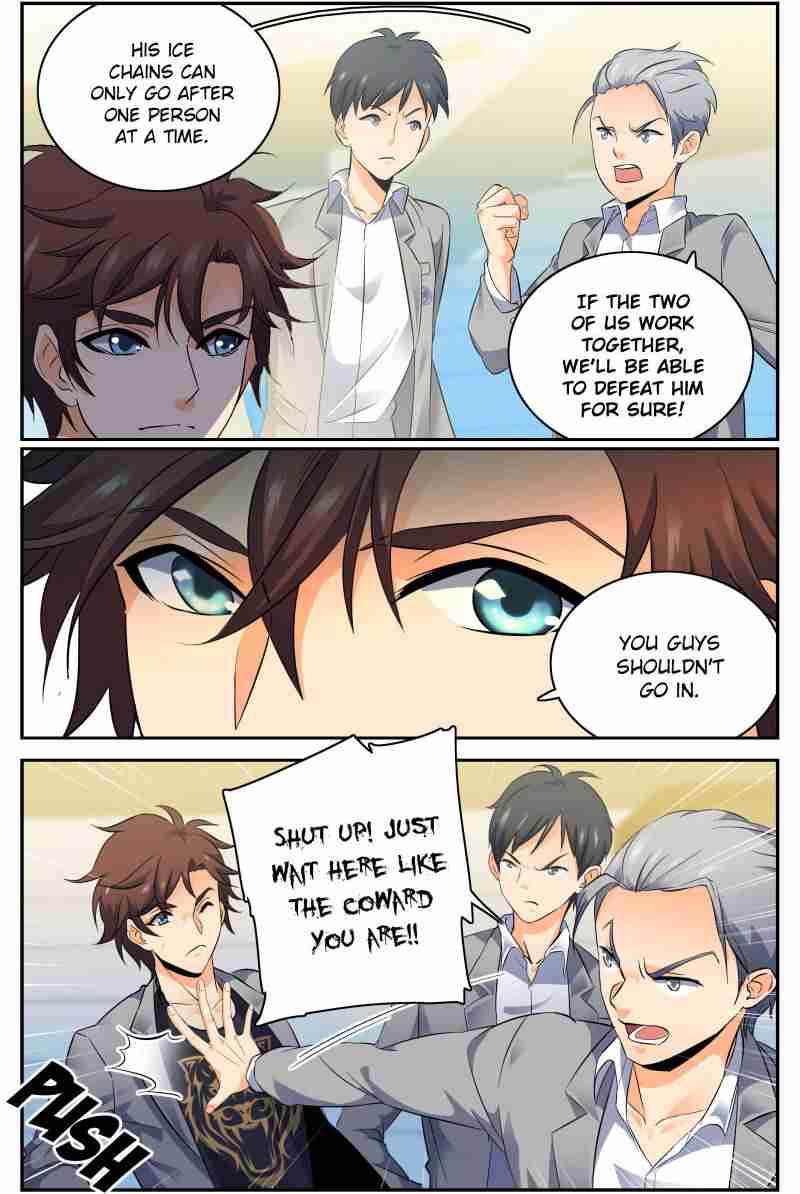 HIS ICE
CHAINS CAN
ONLY GO AFTER
ONE PERSON
AT A TIME.
IF THE TWO
OF US WORK
TOGETHER,
WE'LL BE ABLE
TO DEFEAT HIM
FOR SURE!
YOU GUYS
SHOULDN'T
GO IN.
SHUT UP! JUST
WAIT HERE LIKE
THE COWARD
YOU ARE!!
PUSH